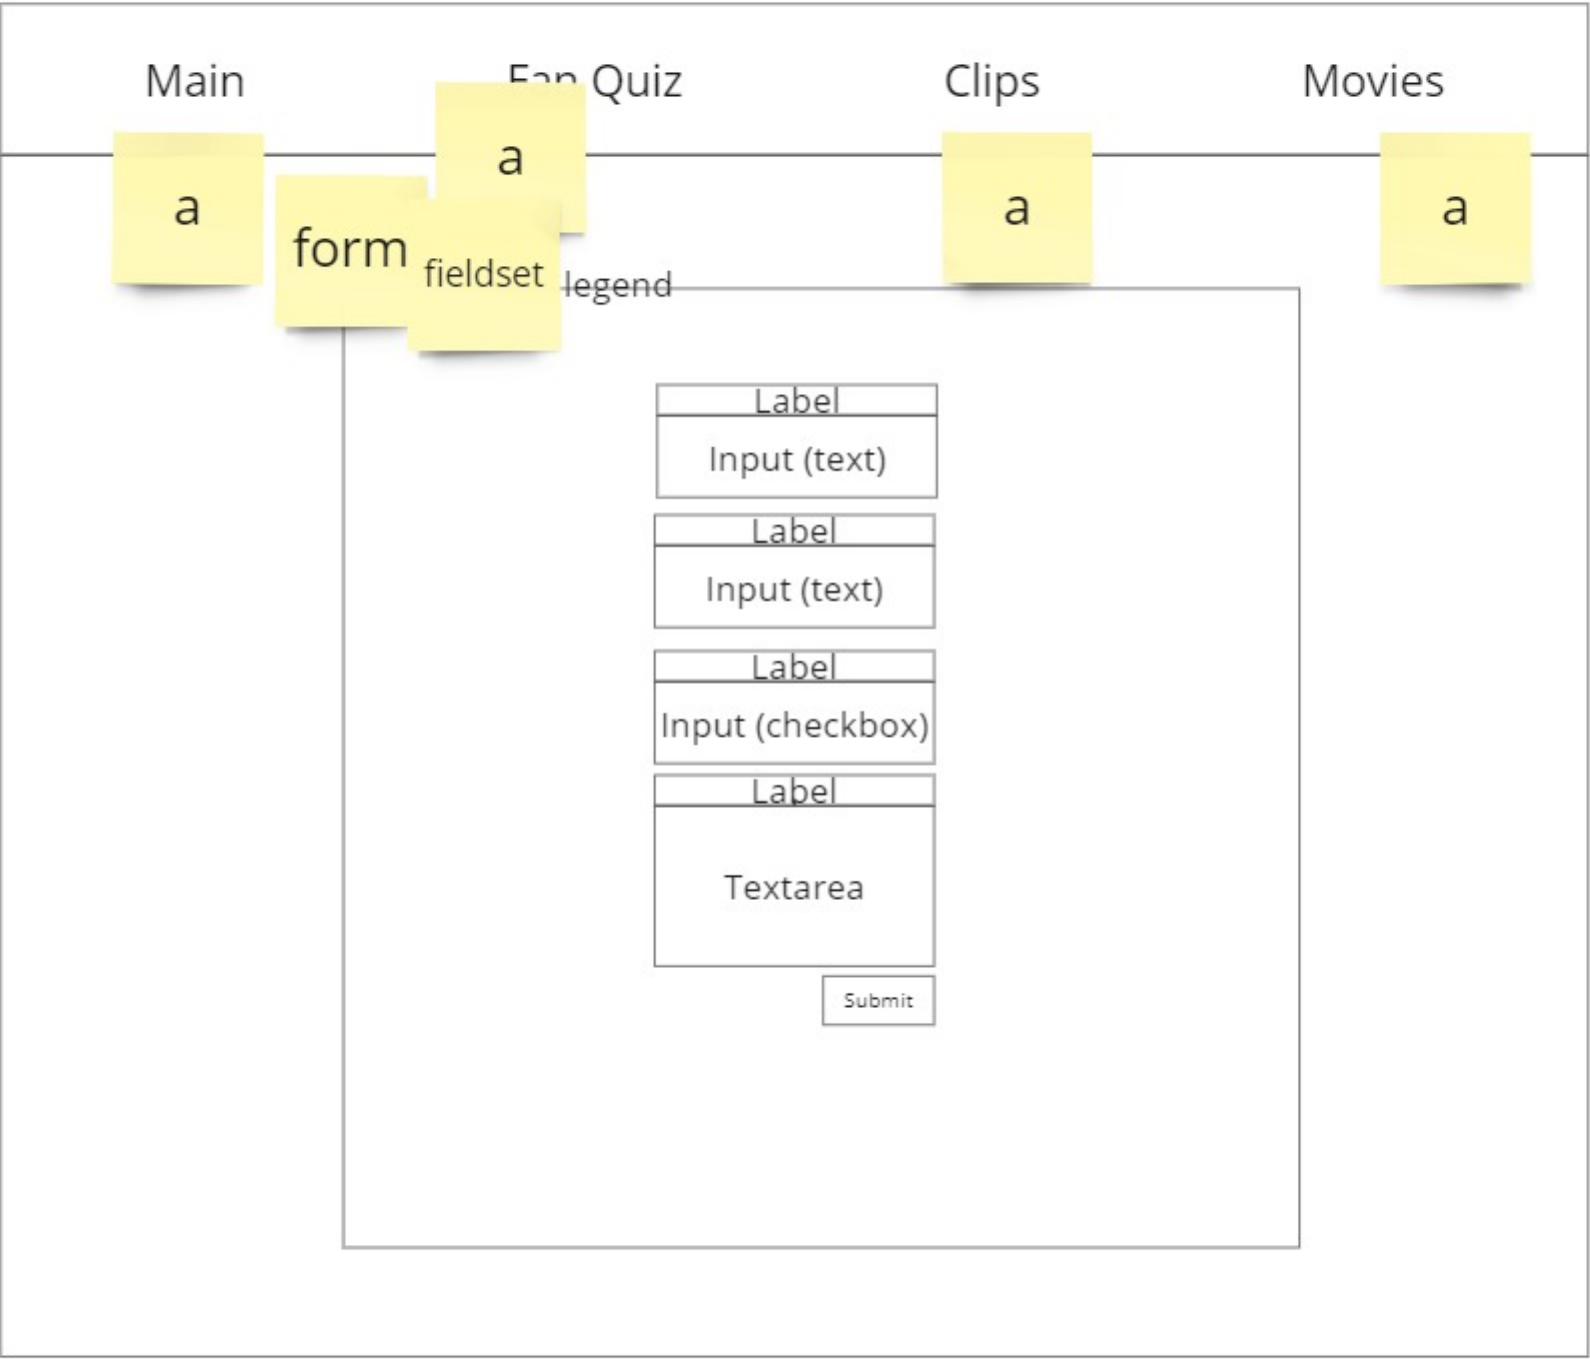 Main
Fan Quiz
Clips
Movies
a
a
a
a
form
fieldset
legend
Label
Input (text)
Label
Input (text)
Label
Input (checkbox)
Label
Textarea
Submit